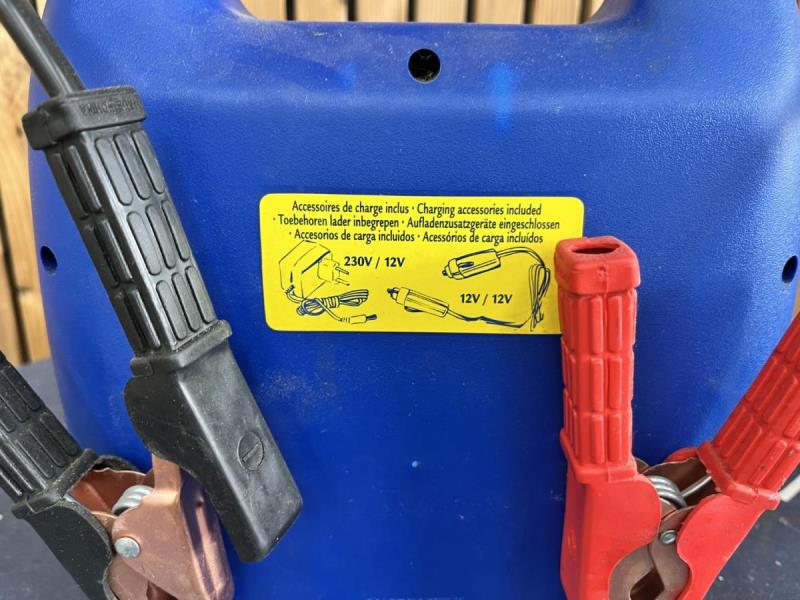 Accessoires de charge inclus · Charging accessories included
· Toebehoren lader inbegrepen · Aufladenzusatzgeräte eingeschlossen
· Accesorios de carga incluidos · Acessórios de carga incluídos
230V / 12V
12V / 12V